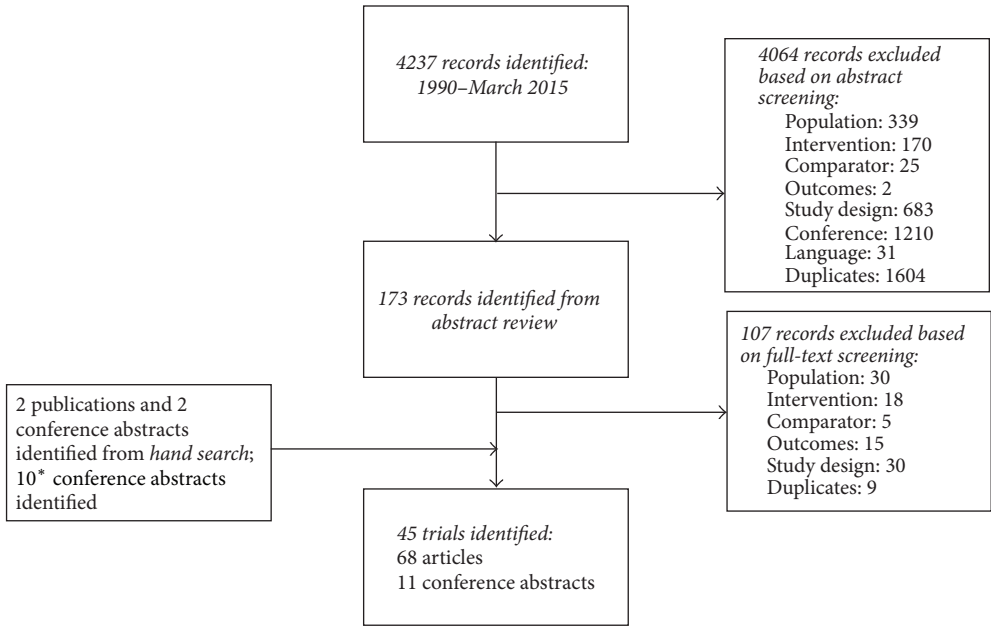 4237 records identified:
1990–March 2015
4064 records excluded
based on abstract
screening:
Population: 339
Intervention: 170
Comparator: 25
Outcomes: 2
Study design: 683
Conference: 1210
Language: 31
Duplicates: 1604
173 records identified from
abstract review
107 records excluded based
on full-text screening:
Population: 30
Intervention: 18
Comparator: 5
Outcomes: 15
Study design: 30
Duplicates: 9
2 publications and 2
conference abstracts
identified from hand search;
10* conference abstracts
identified
45 trials identified:
68 articles
11 conference abstracts